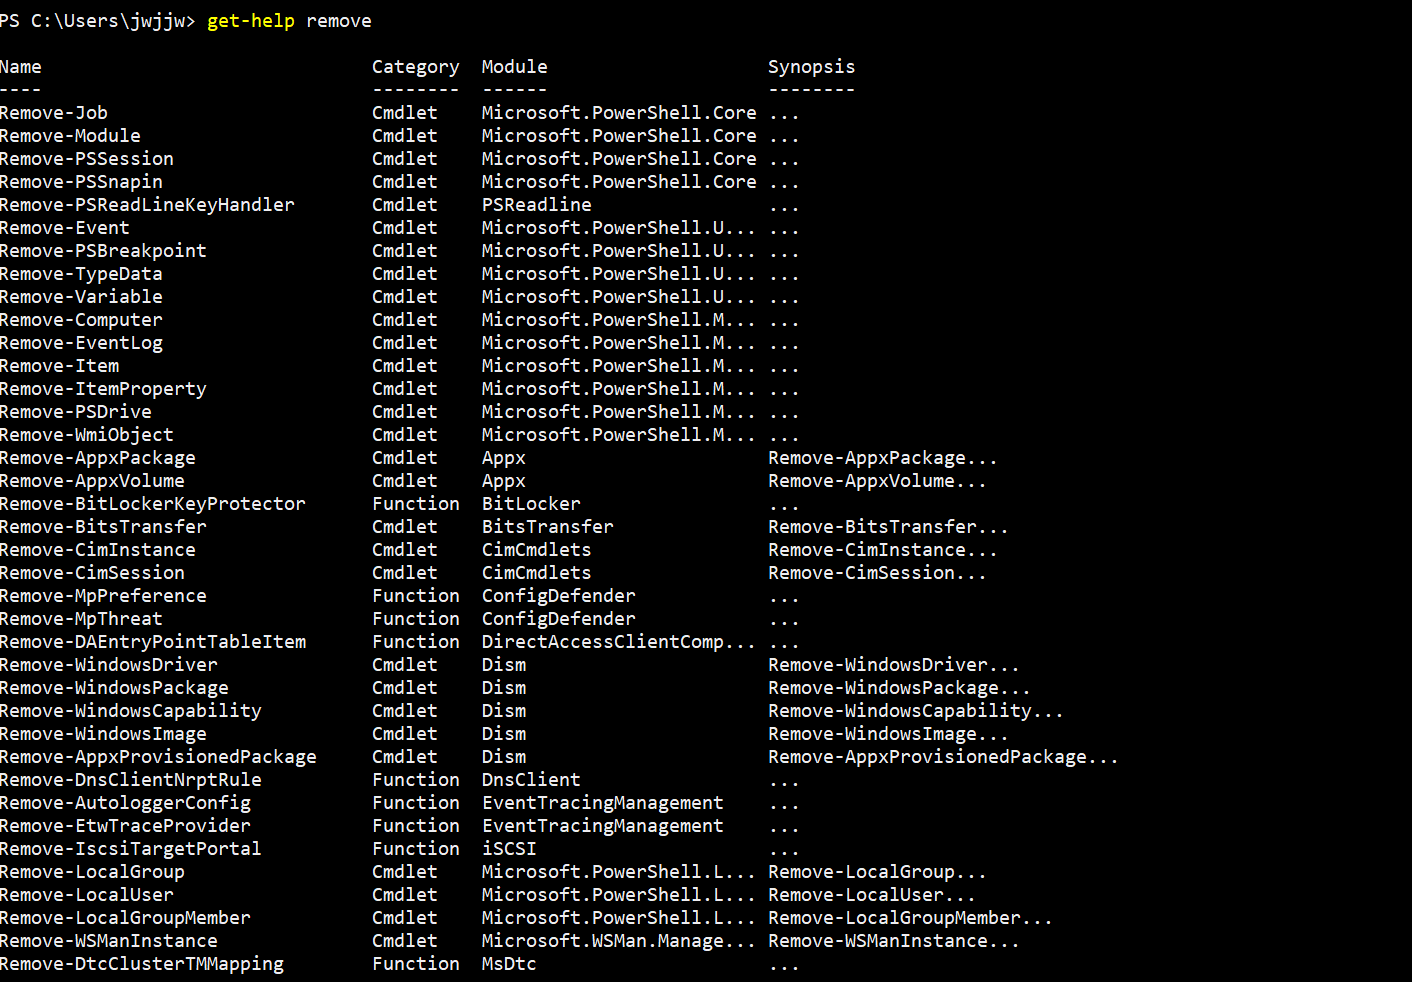 PS C:\Users\jwjjw> get-help remove
Name Category Module Synopsis
---- -------- ------ --------
Remove-Job Cmdlet Microsoft.PowerShell.Core ...
Remove-Module Cmdlet Microsoft.PowerShell.Core ...
Remove-PSSession Cmdlet Microsoft.PowerShell.Core ...
Remove-PSSnapin Cmdlet Microsoft.PowerShell.Core ...
Remove-PSReadLineKeyHandler Cmdlet PSReadline ...
Remove-Event Cmdlet Microsoft.PowerShell.U... ...
Remove-PSBreakpoint Cmdlet Microsoft.PowerShell.U... ...
Remove-TypeData Cmdlet Microsoft.PowerShell.U... ...
Remove-Variable Cmdlet Microsoft.PowerShell.U... ...
Remove-Computer Cmdlet Microsoft.PowerShell.M... ...
Remove-EventLog Cmdlet Microsoft.PowerShell.M... ...
Remove-Item Cmdlet Microsoft.PowerShell.M... ...
Remove-ItemProperty Cmdlet Microsoft.PowerShell.M... ...
Remove-PSDrive Cmdlet Microsoft.PowerShell.M... ...
Remove-WmiObject Cmdlet Microsoft.PowerShell.M... ...
Remove-AppxPackage Cmdlet Appx Remove-AppxPackage...
Remove-AppxVolume Cmdlet Appx Remove-AppxVolume...
Remove-BitLockerKeyProtector Function BitLocker ...
Remove-BitsTransfer Cmdlet BitsTransfer Remove-BitsTransfer...
Remove-CimInstance Cmdlet CimCmdlets Remove-CimInstance...
Remove-CimSession Cmdlet CimCmdlets Remove-CimSession...
Remove-MpPreference Function ConfigDefender ...
Remove-MpThreat Function ConfigDefender ...
Remove-DAEntryPointTableItem Function DirectAccessClientComp... ...
Remove-WindowsDriver Cmdlet Dism Remove-WindowsDriver...
Remove-WindowsPackage Cmdlet Dism Remove-WindowsPackage...
Remove-WindowsCapability Cmdlet Dism Remove-WindowsCapability...
Remove-WindowsImage Cmdlet Dism Remove-WindowsImage...
Remove-AppxProvisionedPackage Cmdlet Dism Remove-AppxProvisionedPackage...
Remove-DnsClientNrptRule Function DnsClient ...
Remove-AutologgerConfig Function EventTracingManagement ...
Remove-EtwTraceProvider Function EventTracingManagement ...
Remove-IscsiTargetPortal Function iSCSI ...
Remove-LocalGroup Cmdlet Microsoft.PowerShell.L... Remove-LocalGroup...
Remove-LocalUser Cmdlet Microsoft.PowerShell.L... Remove-LocalUser...
Remove-LocalGroupMember Cmdlet Microsoft.PowerShell.L... Remove-LocalGroupMember...
Remove-WSManInstance Cmdlet Microsoft.WSMan.Manage... Remove-WSManInstance...
Remove-DtcClusterTMMapping Function MsDtc ...